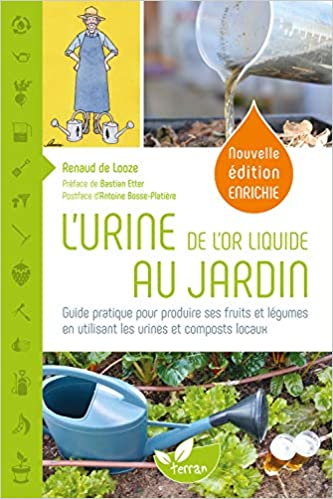 Renaud de Looze
Préface de Bastian Etter
Postface d'Antoine Bosse-Platière
Nouvelle
édition
ENRICHIE
L'URINE DE L'OR LIQUIDE
AU JARDIN
Guide pratique pour produire ses fruits et légumes
en utilisant les urines et composts locaux
terran